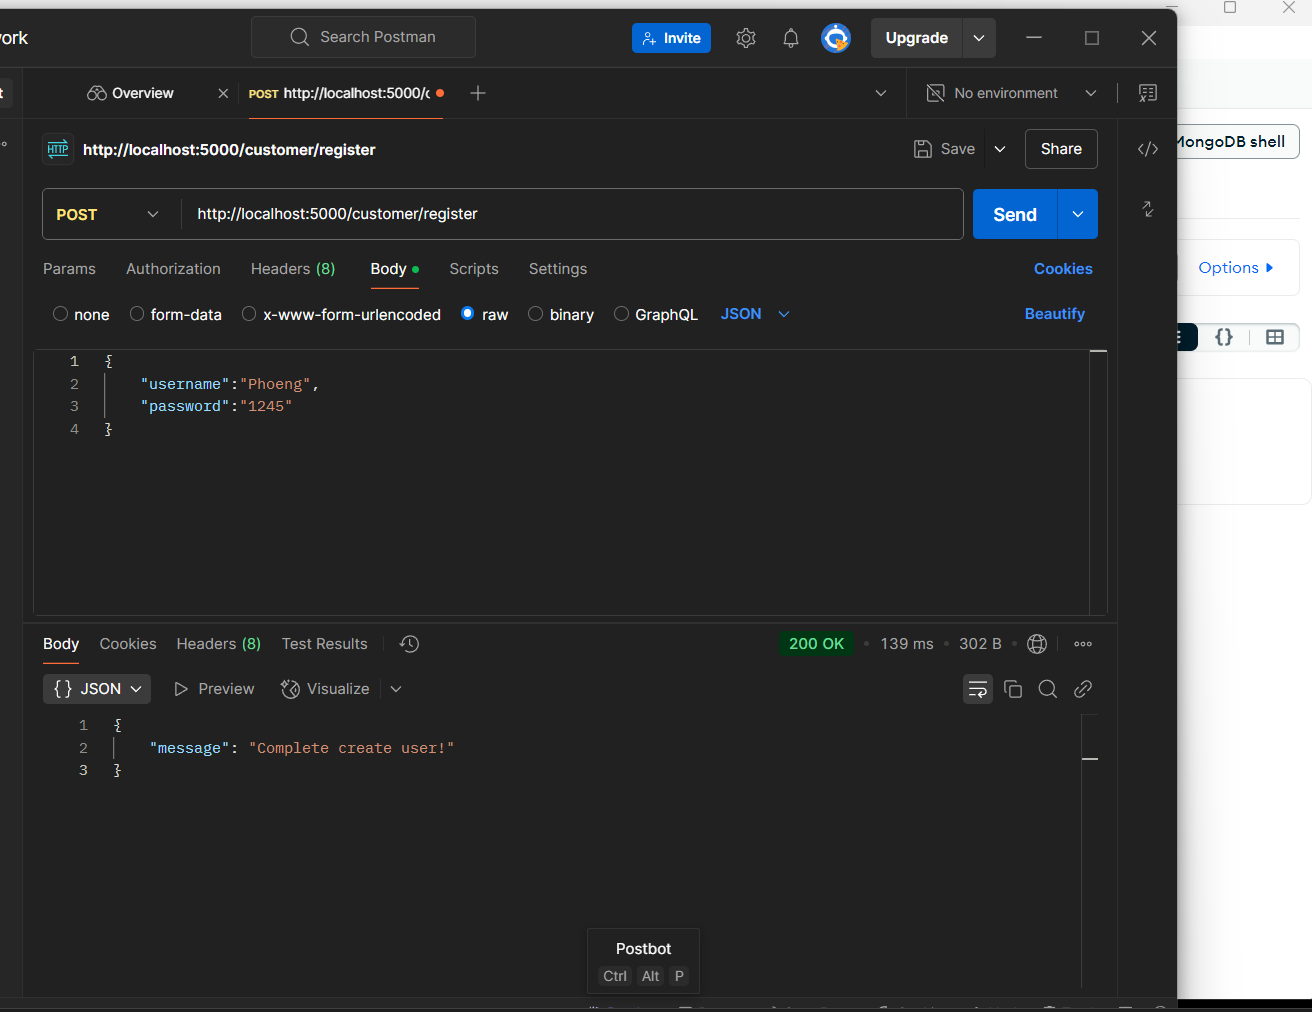 ork
Search Postman
Invite
Upgrade
t
Overview
POST http://localhost:5000/c
No environment
HTTP
http://localhost:5000/customer/register
Save
Share
MongoDB shell
POST
http://localhost:5000/customer/register
Send
Params
Authorization
Headers (8)
Body
Scripts
Settings
Cookies
Options
none
form-data
x-www-form-urlencoded
raw
binary
GraphQL
JSON
Beautify
{}
1 {
2 "username":"Phoeng",
3 "password":"1245"
4 }
Body
Cookies
Headers (8)
Test Results
200 OK
139 ms
302 B
{} JSON
Preview
Visualize
1 {
2 "message": "Complete create user!"
3 }
Postbot
Ctrl Alt P